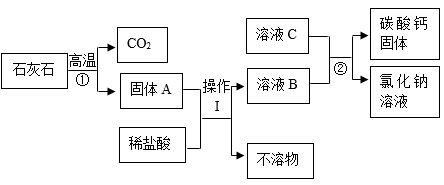 石灰石
高温
①
CO₂
固体 A
稀盐酸
操作
I
溶液 C
溶液 B
不溶物
②
碳酸钙
固体
氯化钠
溶液